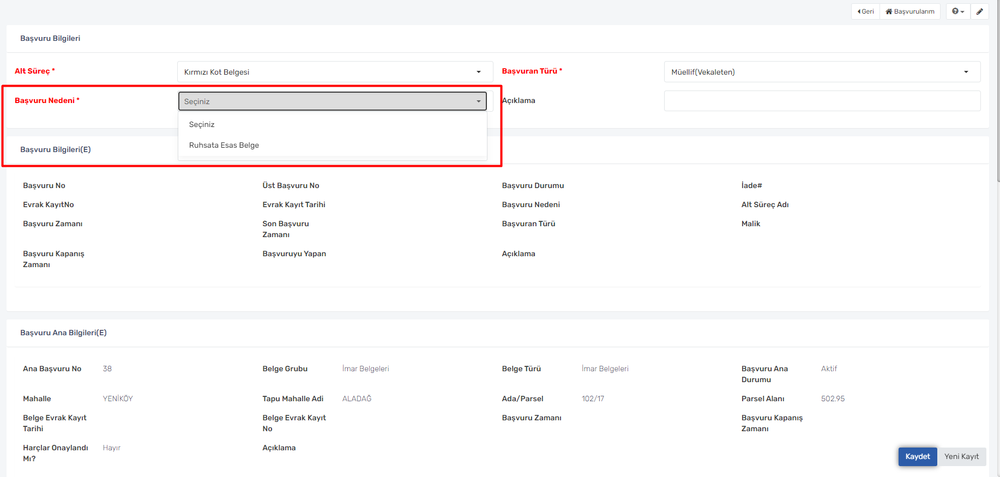 Geri
Başvurularım
Başvuru Bilgileri
Alt Süreç *
Kırmızı Kot Belgesi
Başvuran Türü *
Müellif(Vekaleten)
Başvuru Nedeni *
Seçiniz
Açıklama
Seçiniz
Ruhsata Esas Belge
Başvuru Bilgileri(E)
Başvuru No
Üst Başvuru No
Başvuru Durumu
İade#
Evrak KayıtNo
Evrak Kayıt Tarihi
Başvuru Nedeni
Alt Süreç Adı
Başvuru Zamanı
Son Başvuru
Zamanı
Başvuran Türü
Malik
Başvuru Kapanış
Zamanı
Başvuruyu Yapan
Açıklama
Başvuru Ana Bilgileri(E)
Ana Başvuru No 38
Belge Grubu İmar Belgeleri
Belge Türü İmar Belgeleri
Başvuru Ana
Durumu
Aktif
Mahalle YENİKÖY
Tapu Mahalle Adi ALADAĞ
Ada/Parsel 102/17
Parsel Alanı 502.95
Belge Evrak Kayıt
Tarihi
Belge Evrak Kayıt
No
Başvuru Zamanı
Başvuru Kapanış
Zamanı
Harçlar Onaylandı
Mı?
Hayır
Açıklama
Kaydet
Yeni Kayıt